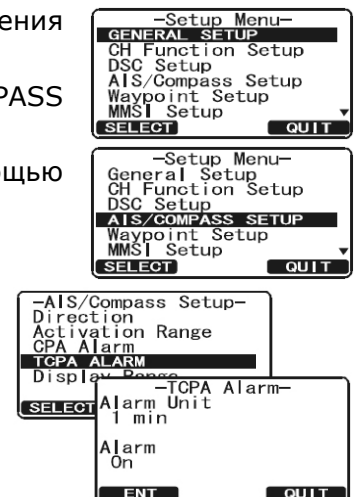 ения
PASS
щью
—Setup Menu—
GENERAL SETUP
CH Function Setup
DSC Setup
AIS/Compass Setup
Waypoint Setup
MMSI Setup
SELECT QUIT
—Setup Menu—
General Setup
CH Function Setup
DSC Setup
AIS/COMPASS SETUP
Waypoint Setup
MMSI Setup
SELECT QUIT
—AIS/Compass Setup—
Direction
Activation Range
CPA Alarm
TCPA ALARM
Display Range
SELECT
—TCPA Alarm—
Alarm Unit
1 min
Alarm
On
ENT QUIT